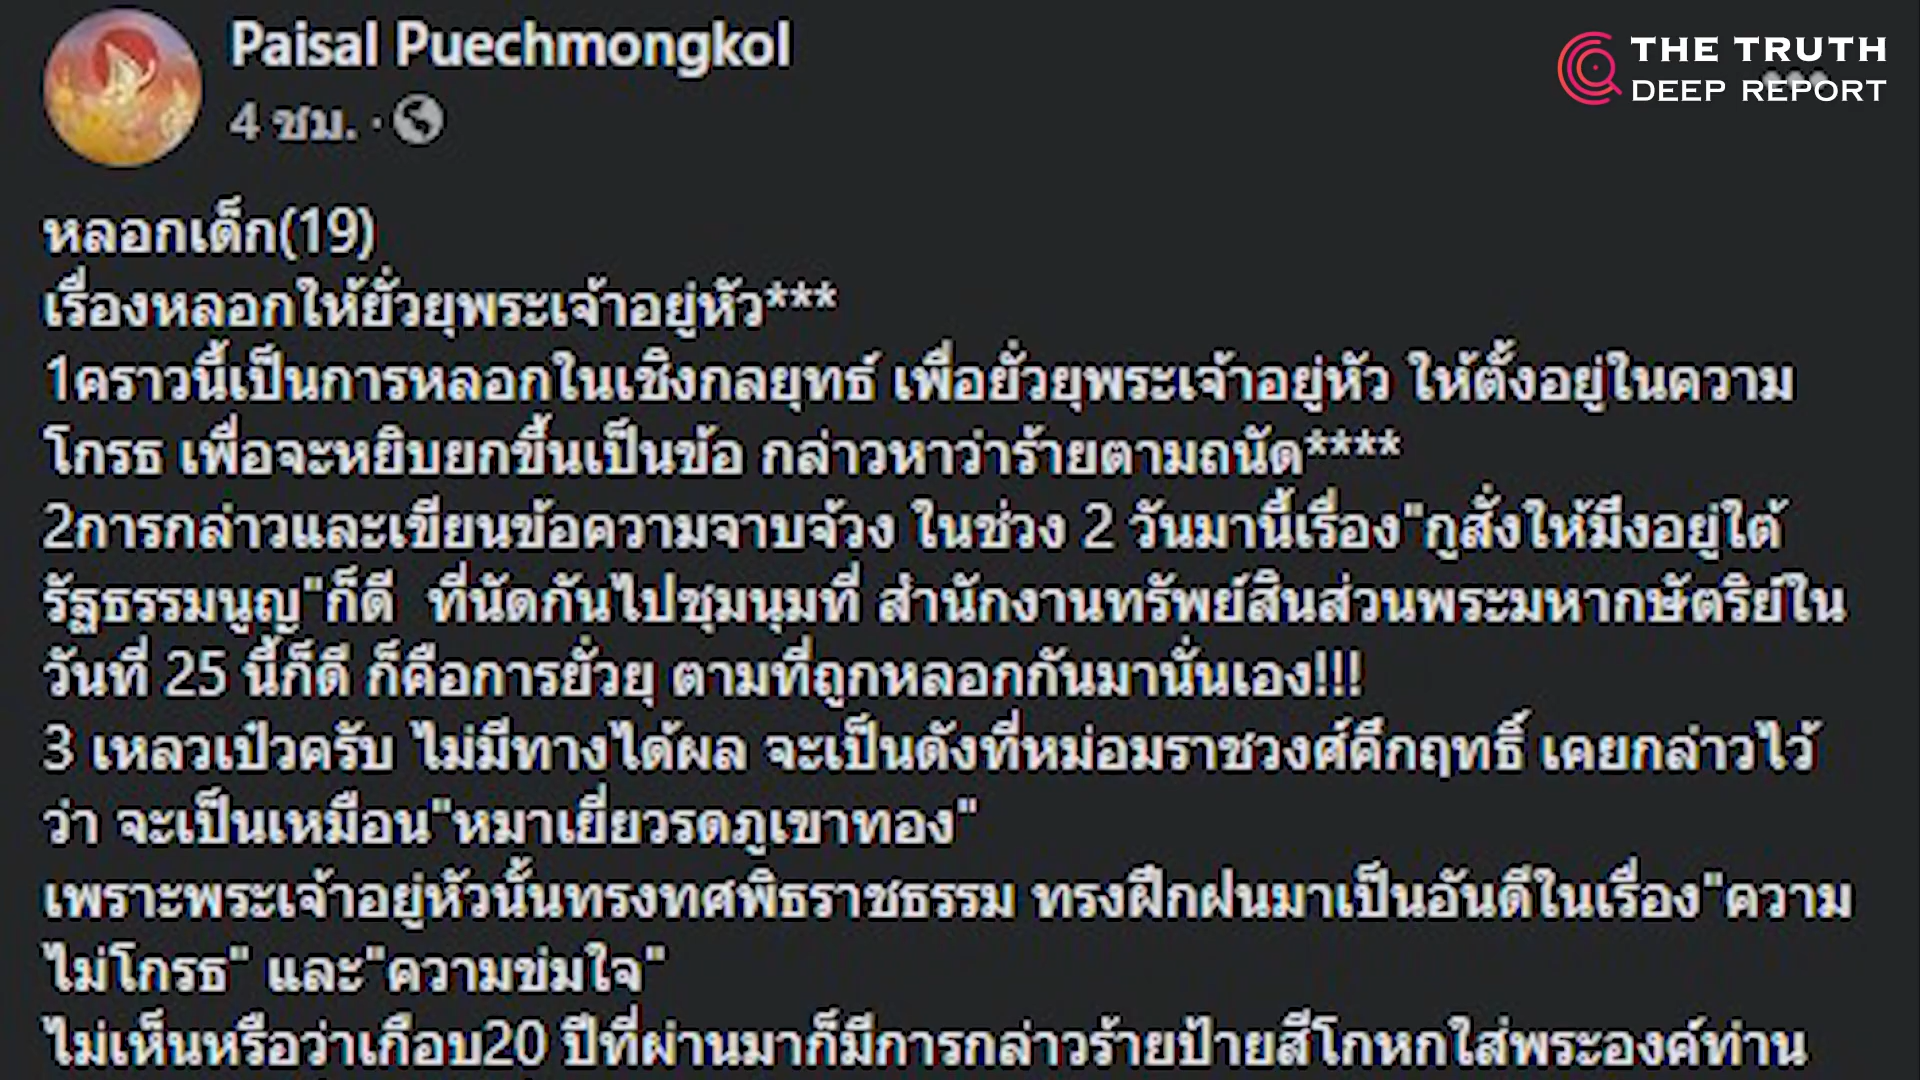 Paisal Puechmongkol
4 ชม. ·
THE TRUTH
DEEP REPORT
หลอกเด็ก(19)
เรื่องหลอกให้ยั่วยุพระเจ้าอยู่หัว***
1คราวนี้เป็นการหลอกในเชิงกลยุทธ์ เพื่อยั่วยุพระเจ้าอยู่หัว ให้ตั้งอยู่ในความ
โกรธ เพื่อจะหยิบยกขึ้นเป็นข้อ กล่าวหาว่าร้ายตามถนัด****
2การกล่าวและเขียนข้อความจาบจ้วง ในช่วง 2 วันมานี้เรื่อง"กูสั่งให้มึงอยู่ใต้
รัฐธรรมนูญ"ก็ดี ที่นัดกันไปชุมนุมที่ สำนักงานทรัพย์สินส่วนพระมหากษัตริย์ใน
วันที่ 25 นี้ก็ดี ก็คือการยั่วยุ ตามที่ถูกหลอกกันมานั่นเอง!!!
3 เหลวเป๋วครับ ไม่มีทางได้ผล จะเป็นดังที่หม่อมราชวงศ์คึกฤทธิ์ เคยกล่าวไว้
ว่า จะเป็นเหมือน"หมาเยี่ยวรดภูเขาทอง"
เพราะพระเจ้าอยู่หัวนั้นทรงทศพิธราชธรรม ทรงฝึกฝนมาเป็นอันดีในเรื่อง"ความ
ไม่โกรธ" และ"ความข่มใจ"
ไม่เห็นหรือว่าเกือบ20 ปีที่ผ่านมาก็มีการกล่าวร้ายป้ายสีโกหกใส่พระองค์ท่าน